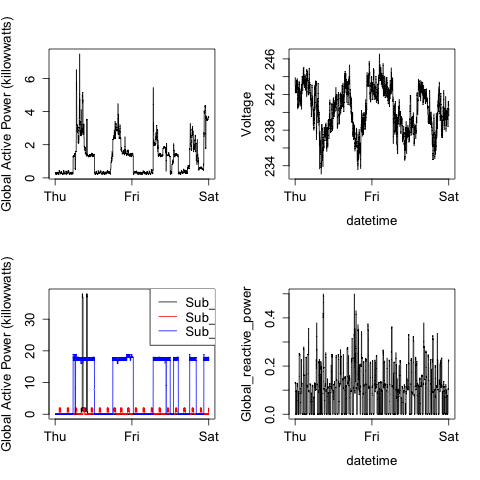 Global Active Power (killowwatts)
0 2 4 6
Thu Fri Sat
Voltage
234 238 242 246
Thu Fri Sat
datetime
Global Active Power (killowwatts)
0 10 20 30
Thu Fri Sat
Sub_
Sub_
Sub_
Global_reactive_power
0.0 0.2 0.4
Thu Fri Sat
datetime